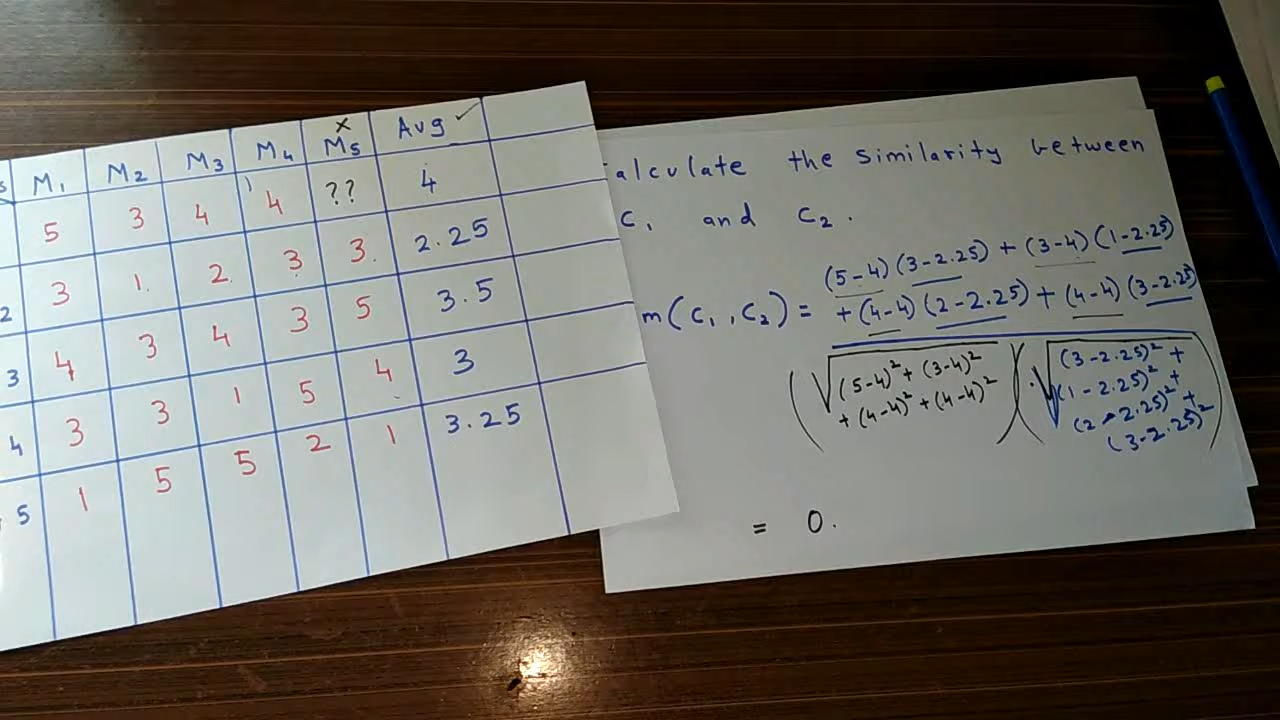 s M₁ M₂ M₃ M₄ M₅ Avg ✓
×
5 3 4 4 ?? 4
2 3 1. 2 3 3. 2.25
3 4 3 4 3 5 3.5
4 3 3 1 5 4 3
5 1 5 5 2 1 3.25
alculate the similarity between
C₁ and C₂.
m(C₁,C₂) = (5-4)(3-2.25) + (3-4)(1-2.25)
+ (4-4)(2-2.25) + (4-4)(3-2.25)
(√(5-4)² + (3-4)²
+ (4-4)² + (4-4)²)
(·√(3-2.25)² +
(1-2.25)² +
(2-2.25)² +
(3-2.25)²)
= 0.